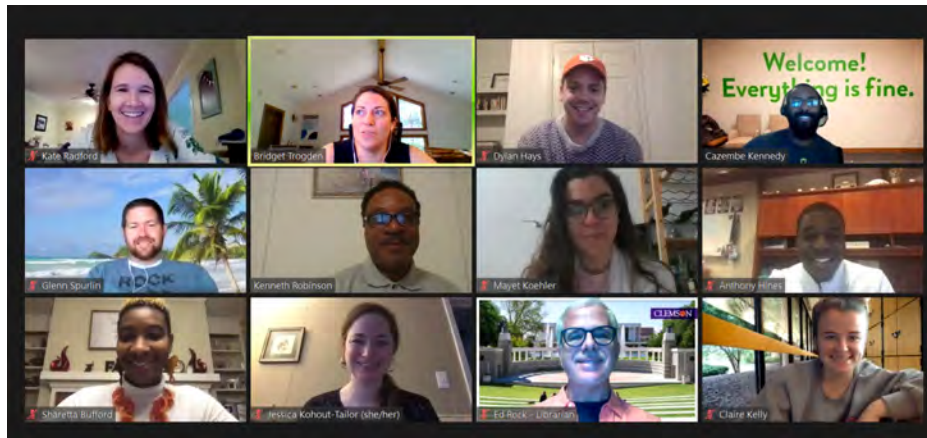 Welcome!
Everything is fine.
Kate Radford
Bridget Trogden
Dylan Hays
Cazembe Kennedy
ROCK
Glenn Spurlin
Kenneth Robinson
Mayet Koehler
Anthony Hines
CLEMSON
Sharetta Bufford
Jessica Kohout-Tailor (she/her)
Ed Rock - Librarian
Claire Kelly